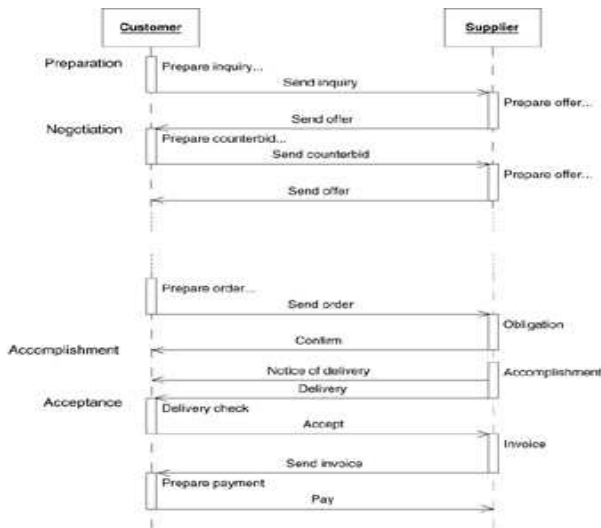 Customer
Supplier
Preparation
Prepare inquiry...
Send inquiry
Prepare offer...
Send offer
Negotiation
Prepare counterbid...
Send counterbid
Prepare offer...
Send offer
Prepare order...
Send order
Obligation
Confirm
Accomplishment
Notice of delivery
Accomplishment
Delivery
Acceptance
Delivery check
Accept
Invoice
Send invoice
Prepare payment
Pay